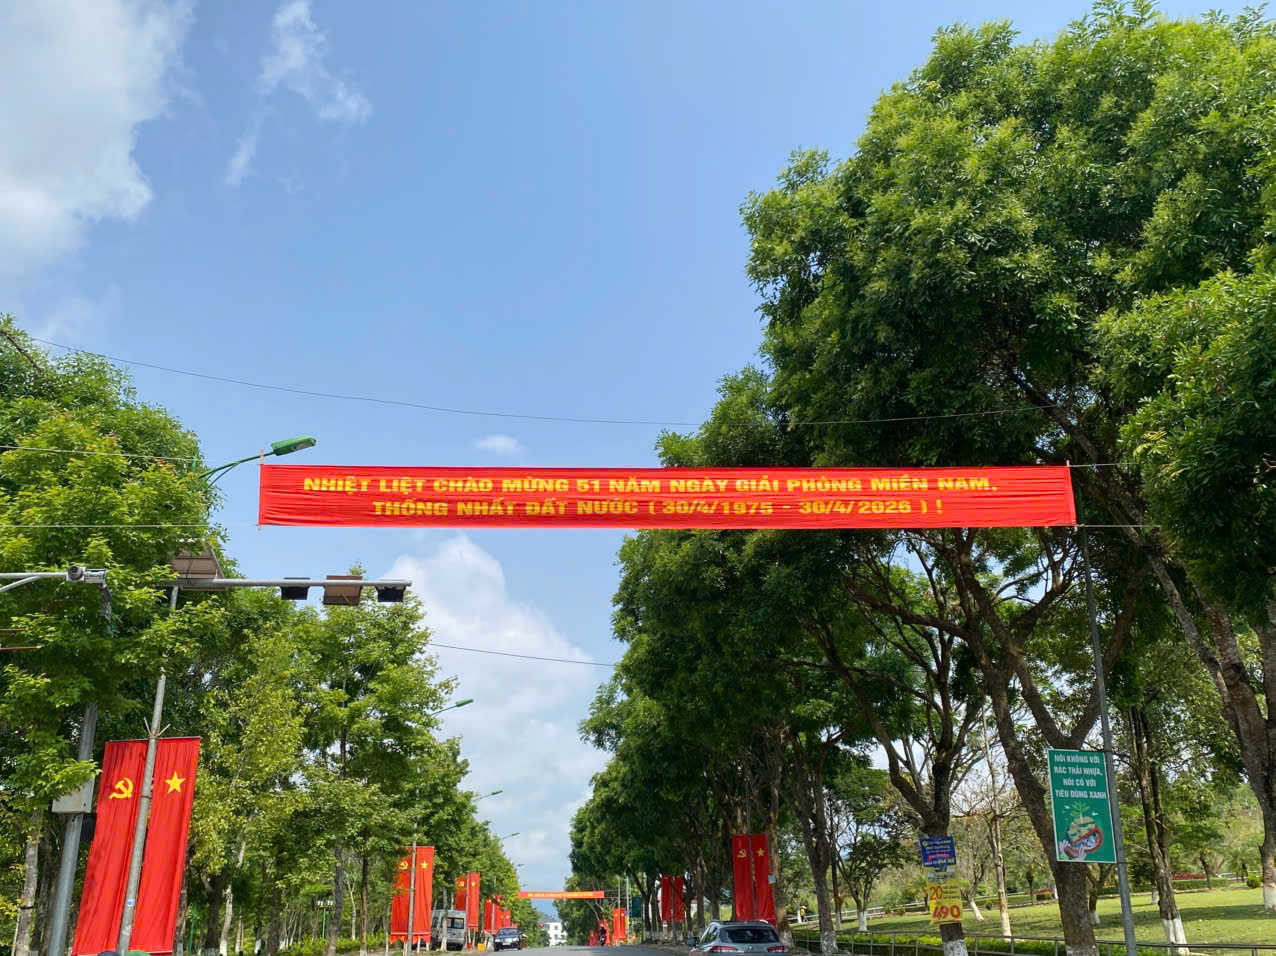 NHIỆT LIỆT CHÀO MỪNG 51 NĂM NGÀY GIẢI PHÓNG MIỀN NAM,
THỐNG NHẤT ĐẤT NƯỚC ( 30/4/1975 - 30/4/2026 ) !
NÓI KHÔNG VỚI
RÁC THẢI NHỰA,
NÓI CÓ VỚI
TIÊU DÙNG XANH
20
490